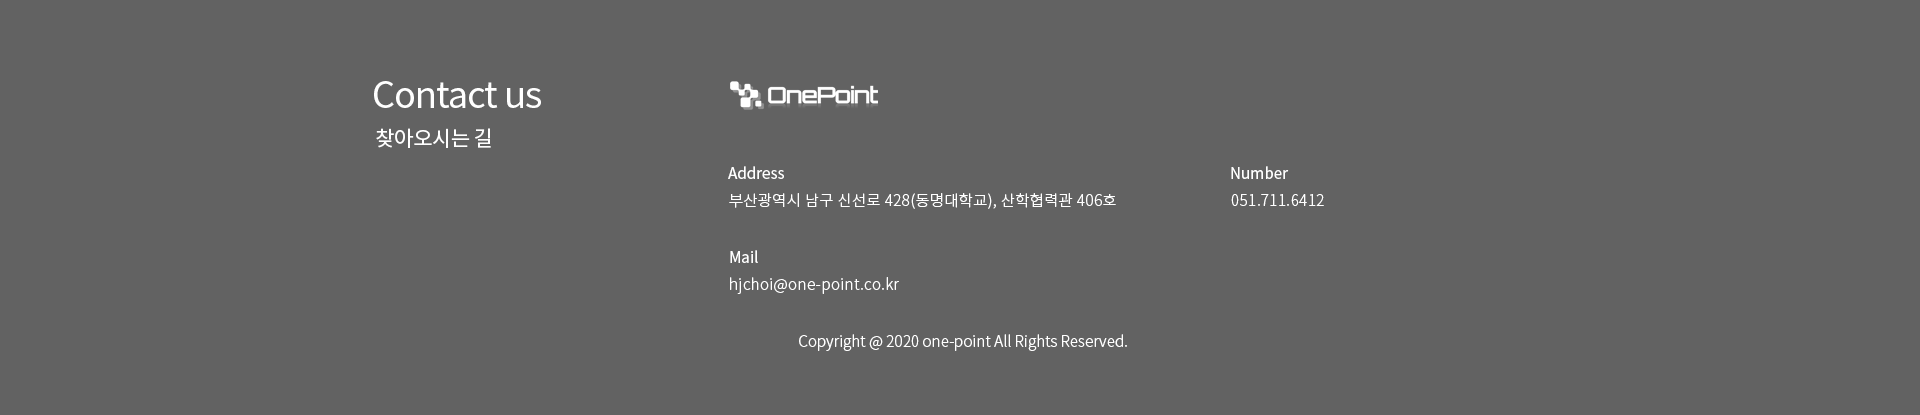 Contact us
찾아오시는 길
OnePoint
Address
부산광역시 남구 신선로 428(동명대학교), 산학협력관 406호
Number
051.711.6412
Mail
hjchoi@one-point.co.kr
Copyright @ 2020 one-point All Rights Reserved.